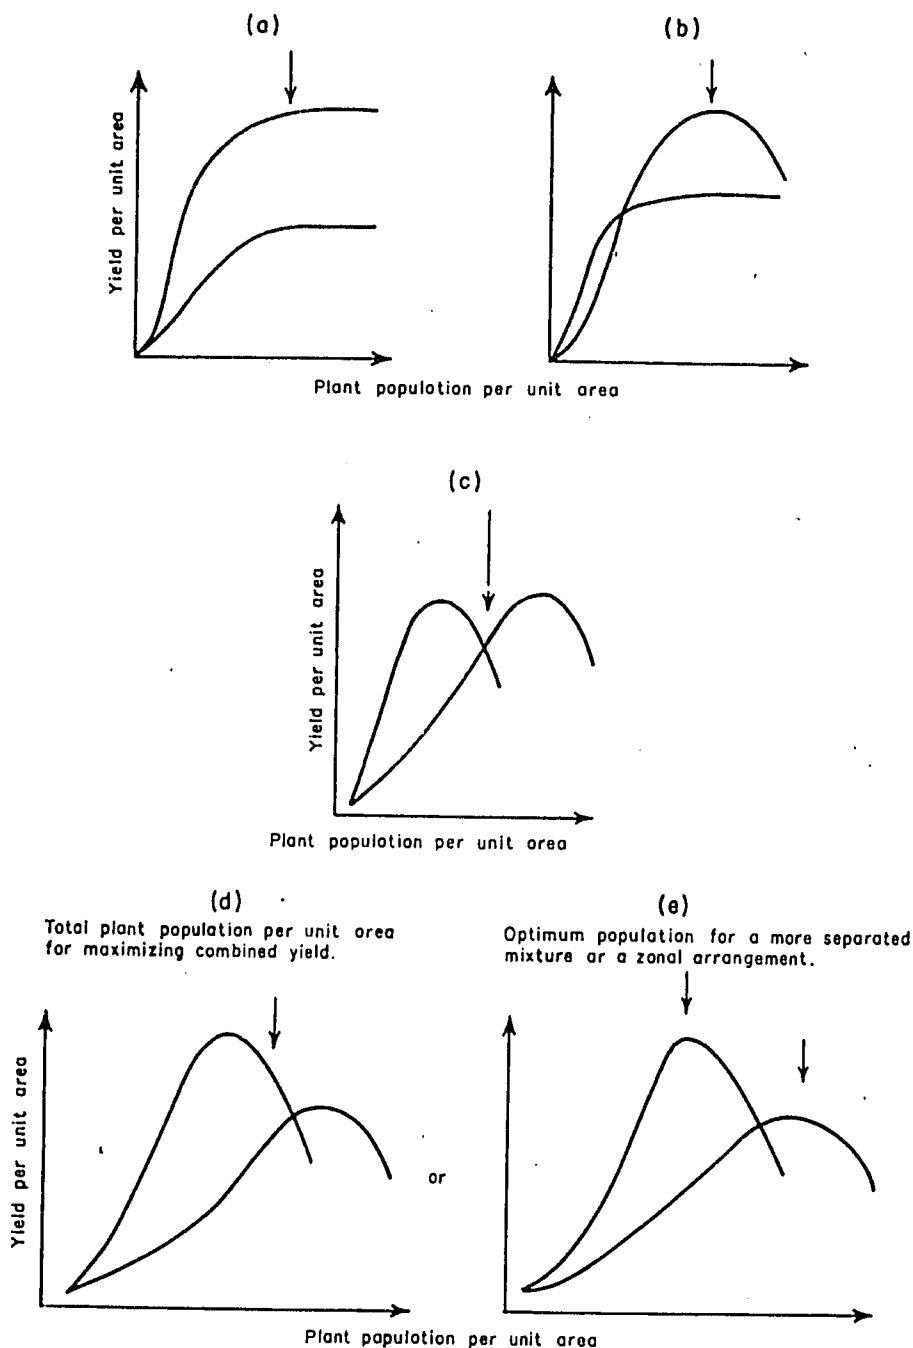 (a)
(b)
Yield per unit area
Plant population per unit area
(c)
Yield per unit area
Plant population per unit area
(d)
Total plant population per unit area
for maximizing combined yield.
(e)
Optimum population for a more separated
mixture or a zonal arrangement.
Yield per unit area
or
Plant population per unit area